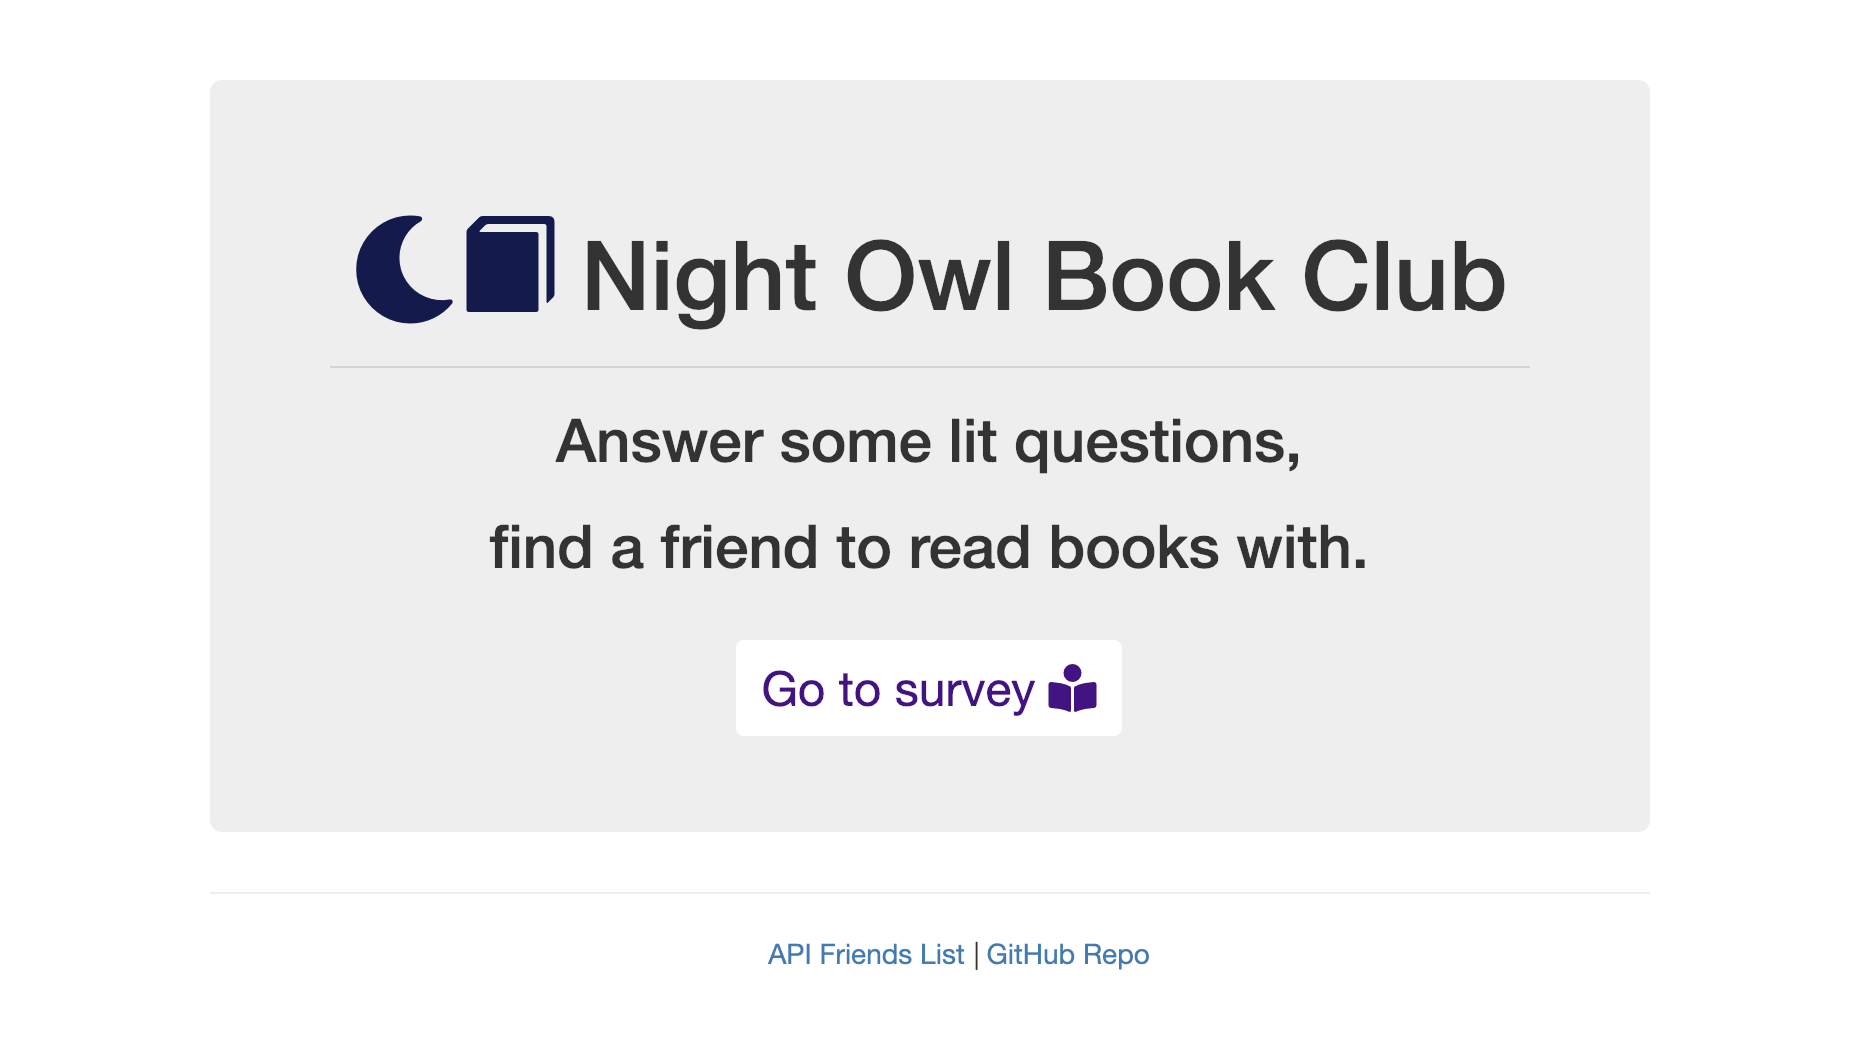 Night Owl Book Club
Answer some lit questions,
find a friend to read books with.
Go to survey
API Friends List | GitHub Repo